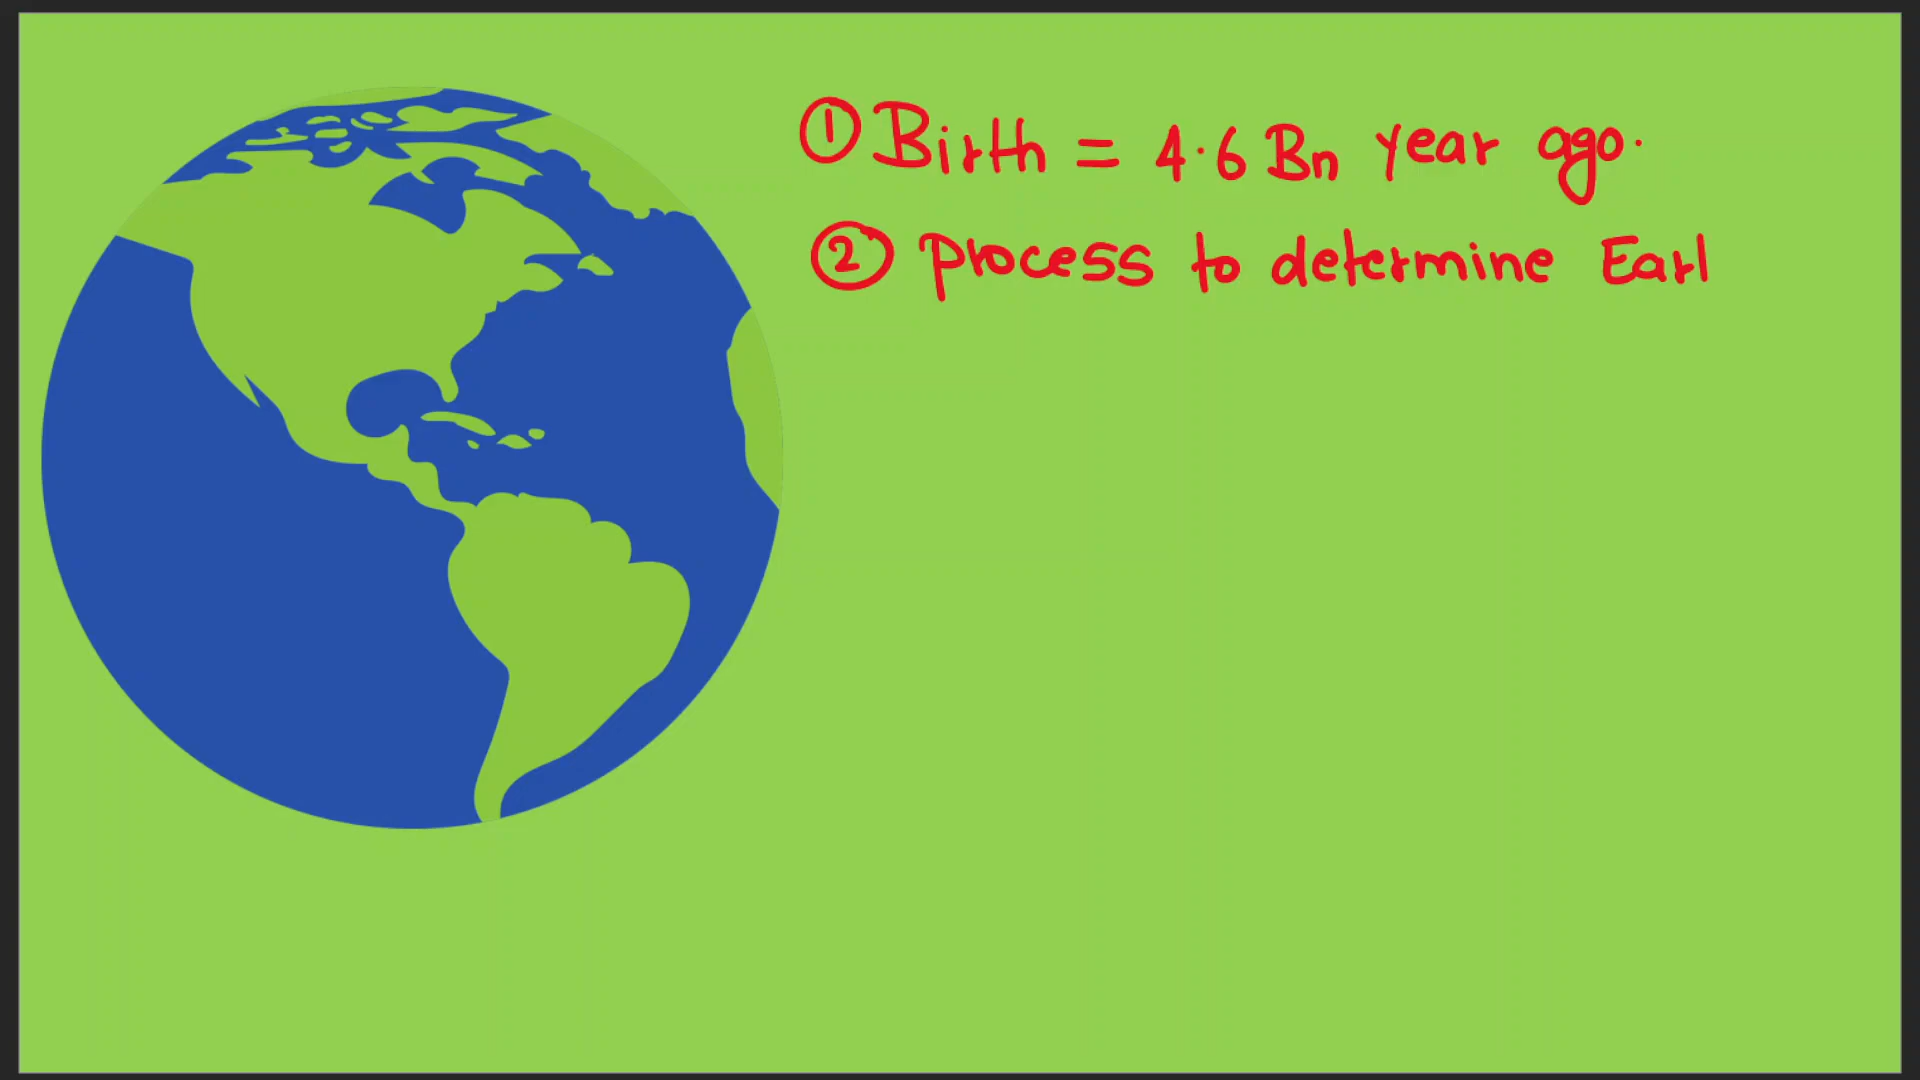 ① Birth = 4.6 Bn year ago.
② process to determine Earl